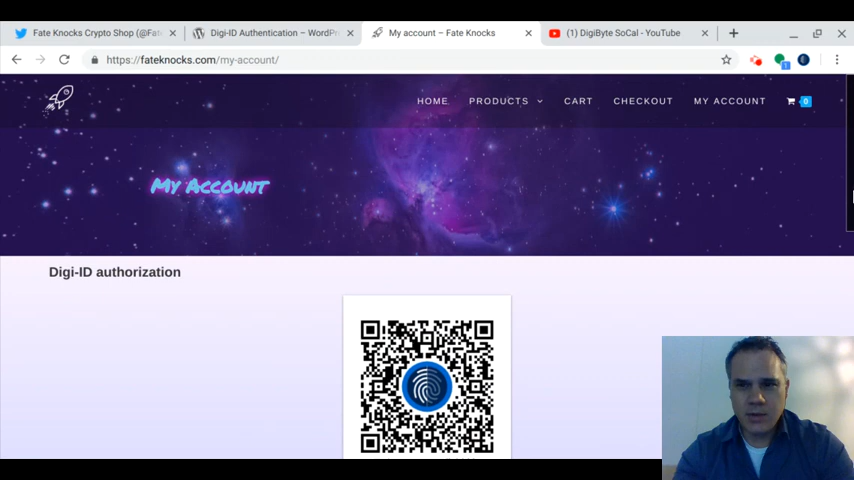 Fate Knocks Crypto Shop (@Fat
Digi-ID Authentication – WordPr
My account – Fate Knocks
(1) DigiByte SoCal - YouTube
https://fateknocks.com/my-account/
1
HOME
PRODUCTS
CART
CHECKOUT
MY ACCOUNT
0
My Account
Digi-ID authorization